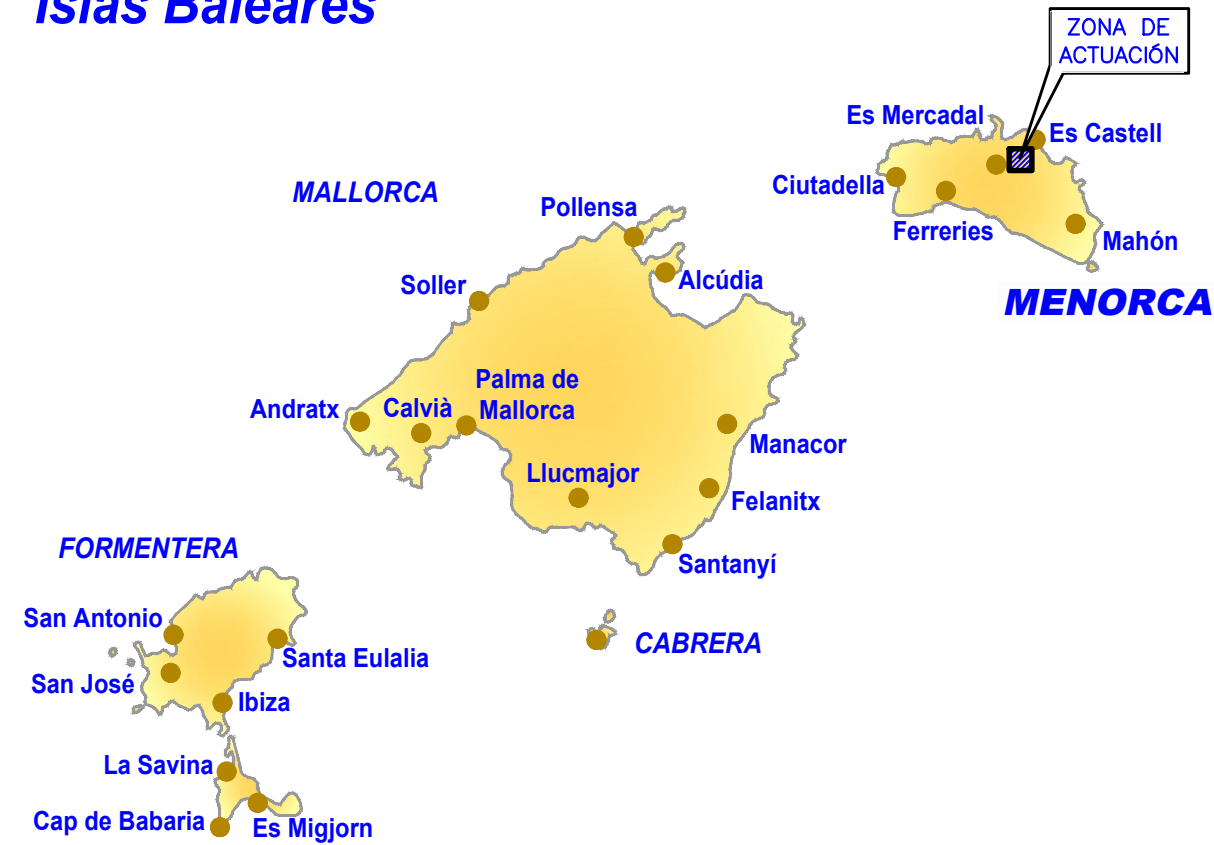 Islas Baleares
ZONA DE
ACTUACIÓN
Es Mercadal
Es Castell
Ciutadella
MALLORCA
Pollensa
Ferreries
Mahón
Alcúdia
Soller
MENORCA
Palma de
Mallorca
Andratx
Calvià
Manacor
Llucmajor
Felanitx
FORMENTERA
Santanyí
San Antonio
CABRERA
Santa Eulalia
San José
Ibiza
La Savina
Cap de Babaria
Es Migjorn